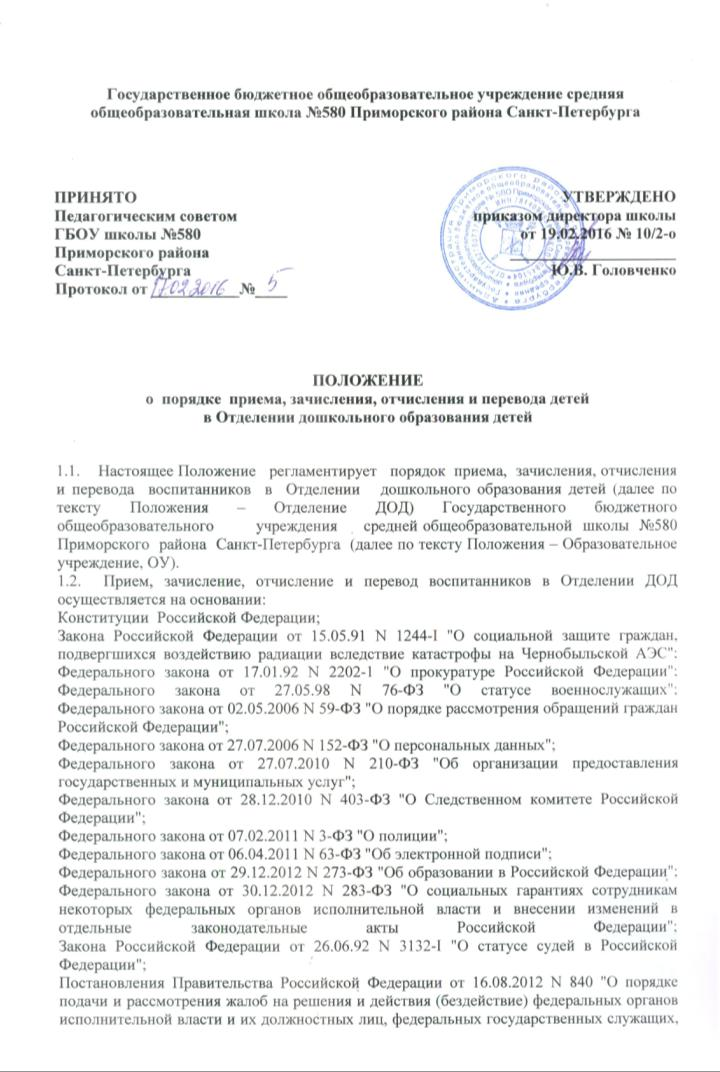 Государственное бюджетное общеобразовательное учреждение средняя
общеобразовательная школа №580 Приморского района Санкт-Петербурга
ПРИНЯТО
Педагогическим советом
ГБОУ школы №580
Приморского района
Санкт-Петербурга
Протокол от 17.02.2016 № 5
УТВЕРЖДЕНО
приказом директора школы
от 19.02.2016 № 10/2-о
Ю.В. Головченко
ПОЛОЖЕНИЕ
о порядке приема, зачисления, отчисления и перевода детей
в Отделении дошкольного образования детей
1.1. Настоящее Положение регламентирует порядок приема, зачисления, отчисления
и перевода воспитанников в Отделении дошкольного образования детей (далее по
тексту Положения – Отделение ДОД) Государственного бюджетного
общеобразовательного учреждения средней общеобразовательной школы №580
Приморского района Санкт-Петербурга (далее по тексту Положения – Образовательное
учреждение, ОУ).
1.2. Прием, зачисление, отчисление и перевод воспитанников в Отделении ДОД
осуществляется на основании:
Конституции Российской Федерации;
Закона Российской Федерации от 15.05.91 N 1244-I "О социальной защите граждан,
подвергшихся воздействию радиации вследствие катастрофы на Чернобыльской АЭС";
Федерального закона от 17.01.92 N 2202-1 "О прокуратуре Российской Федерации";
Федерального закона от 27.05.98 N 76-ФЗ "О статусе военнослужащих";
Федерального закона от 02.05.2006 N 59-ФЗ "О порядке рассмотрения обращений граждан
Российской Федерации";
Федерального закона от 27.07.2006 N 152-ФЗ "О персональных данных";
Федерального закона от 27.07.2010 N 210-ФЗ "Об организации предоставления
государственных и муниципальных услуг";
Федерального закона от 28.12.2010 N 403-ФЗ "О Следственном комитете Российской
Федерации";
Федерального закона от 07.02.2011 N 3-ФЗ "О полиции";
Федерального закона от 06.04.2011 N 63-ФЗ "Об электронной подписи";
Федерального закона от 29.12.2012 N 273-ФЗ "Об образовании в Российской Федерации";
Федерального закона от 30.12.2012 N 283-ФЗ "О социальных гарантиях сотрудникам
некоторых федеральных органов исполнительной власти и внесении изменений в
отдельные законодательные акты Российской Федерации";
Закона Российской Федерации от 26.06.92 N 3132-I "О статусе судей в Российской
Федерации";
Постановления Правительства Российской Федерации от 16.08.2012 N 840 "О порядке
подачи и рассмотрения жалоб на решения и действия (бездействие) федеральных органов
исполнительной власти и их должностных лиц, федеральных государственных служащих,